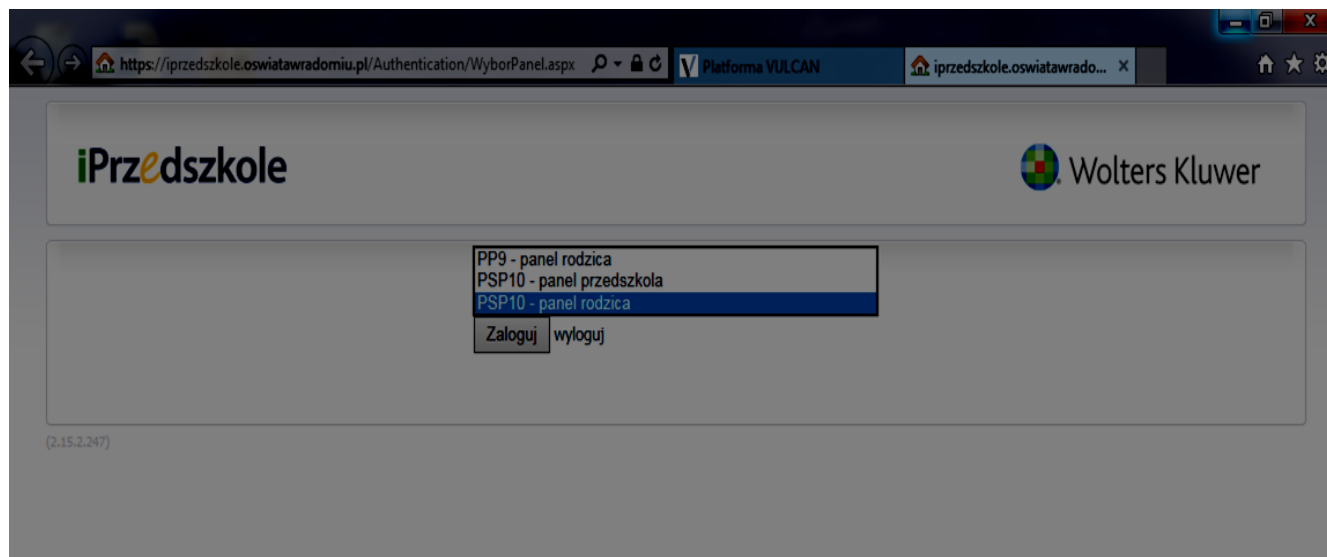 https://iprzedszkole.oswiatawradomiu.pl/Authentication/WyborPanel.aspx
V Platforma VULCAN
iprzedszkole.oswiatawrado...
iPrzedszkole
Wolters Kluwer
PP9 - panel rodzica
PSP10 - panel przedszkola
PSP10 - panel rodzica
Zaloguj wyloguj
(2.15.2.247)